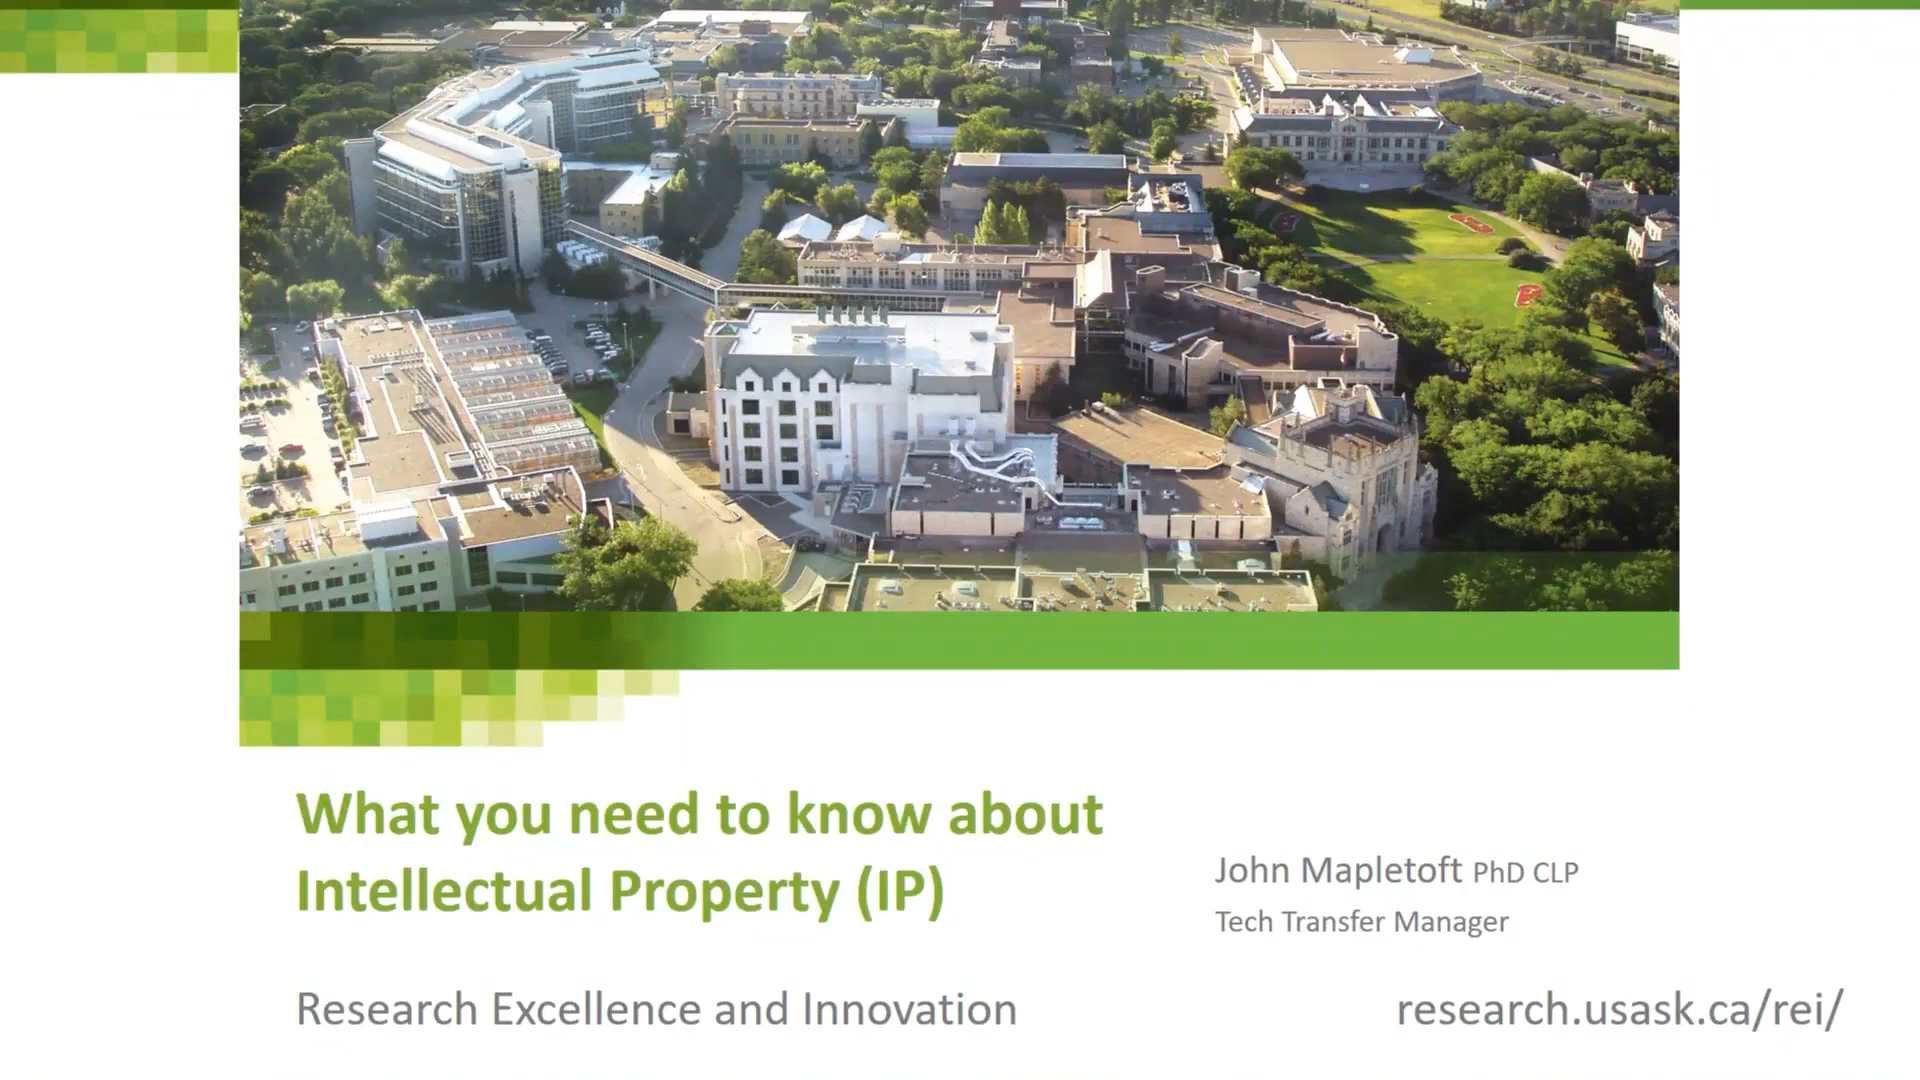 What you need to know about
Intellectual Property (IP)
John Mapletoft PhD CLP
Tech Transfer Manager
Research Excellence and Innovation
research.usask.ca/rei/